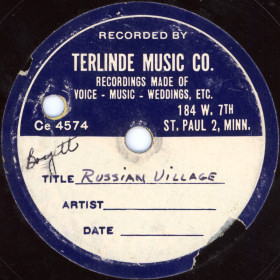 RECORDED BY
TERLINDE MUSIC CO.
RECORDINGS MADE OF
VOICE - MUSIC - WEDDINGS, ETC.
184 W. 7TH
Ce 4574 ST. PAUL 2, MINN.
TITLE RUSSIAN VILLAGE
ARTIST
DATE